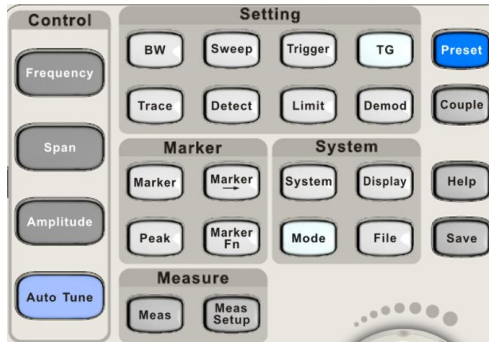 Control
Frequency
Span
Amplitude
Auto Tune
Setting
BW
Sweep
Trigger
TG
Trace
Detect
Limit
Demod
Marker
Marker
Marker
→
Peak
Marker
Fn
System
System
Display
Mode
File
Measure
Meas
Meas
Setup
Preset
Couple
Help
Save